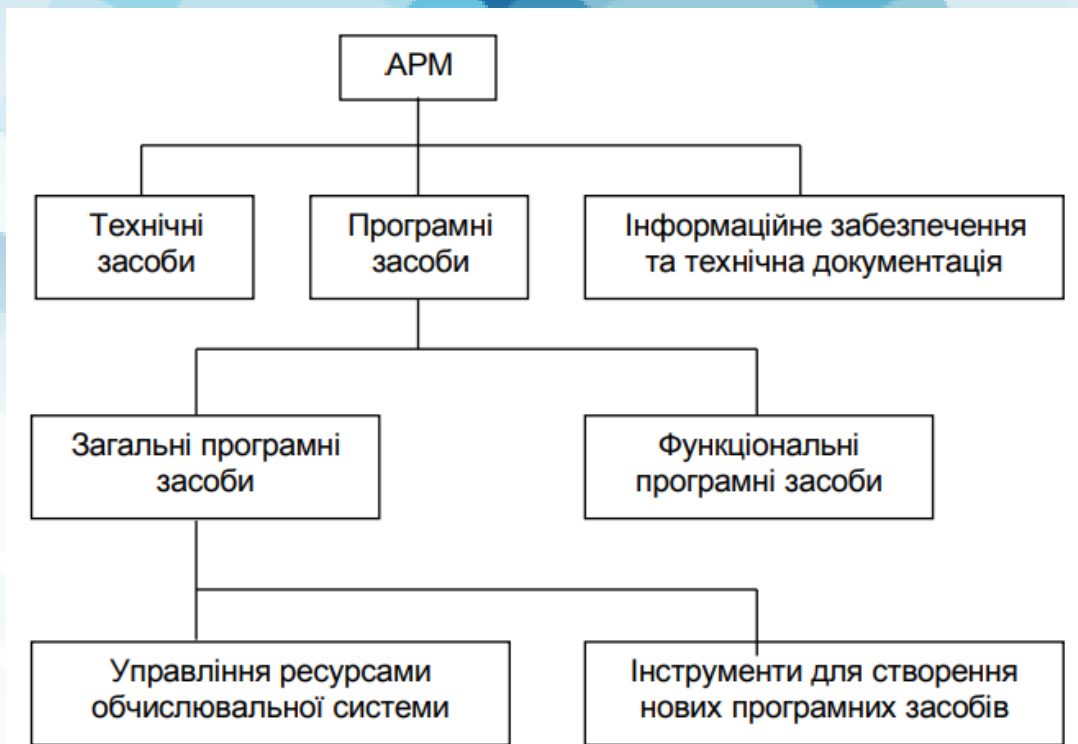 АРМ
Технічні
засоби
Програмні
засоби
Інформаційне забезпечення
та технічна документація
Загальні програмні
засоби
Функціональні
програмні засоби
Управління ресурсами
обчислювальної системи
Інструменти для створення
нових програмних засобів